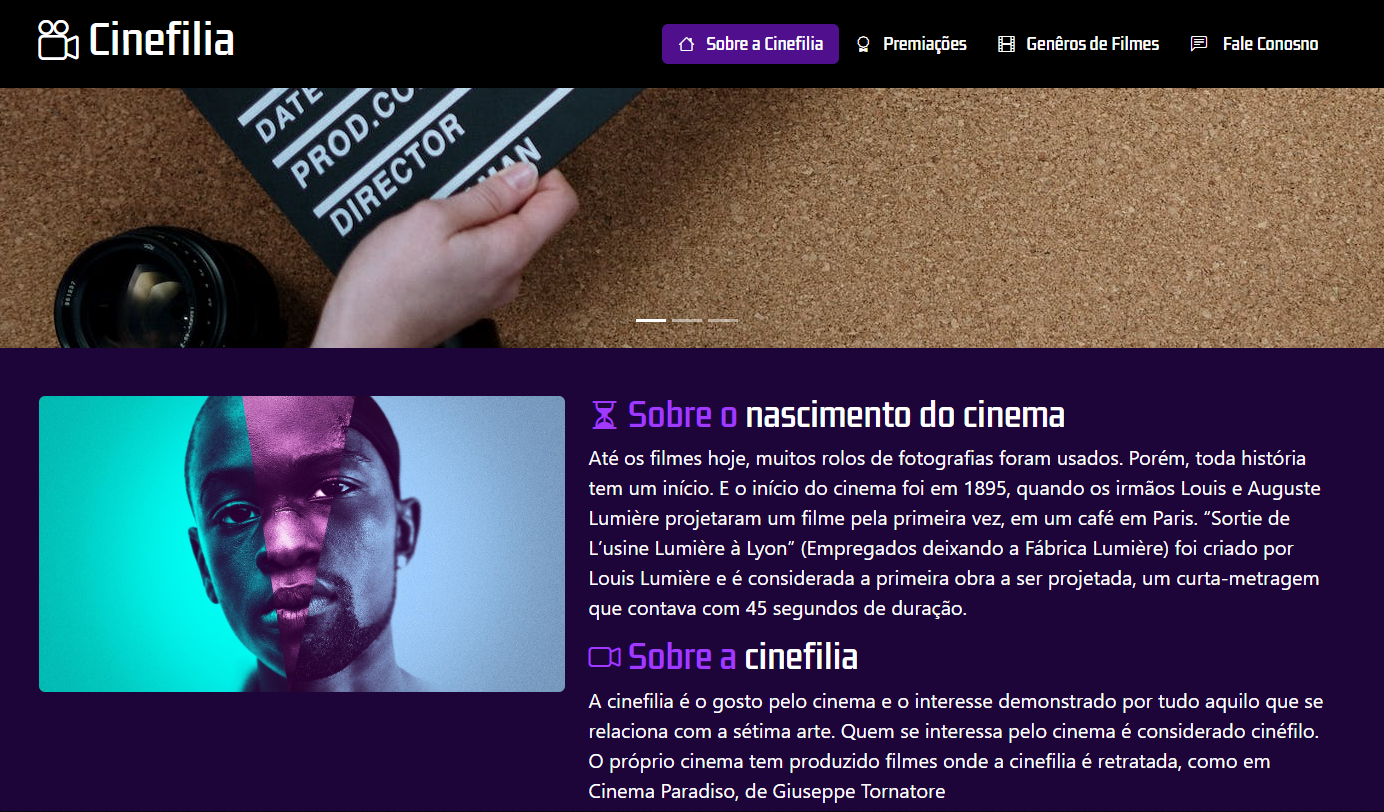 Cinefilia
Sobre a Cinefilia
Premiações
Genêros de Filmes
Fale Conosno
DATE
PROD.CO
DIRECTOR
Sobre o nascimento do cinema
Até os filmes hoje, muitos rolos de fotografias foram usados. Porém, toda história
tem um início. E o início do cinema foi em 1895, quando os irmãos Louis e Auguste
Lumière projetaram um filme pela primeira vez, em um café em Paris. “Sortie de
L’usine Lumière à Lyon” (Empregados deixando a Fábrica Lumière) foi criado por
Louis Lumière e é considerada a primeira obra a ser projetada, um curta-metragem
que contava com 45 segundos de duração.
Sobre a cinefilia
A cinefilia é o gosto pelo cinema e o interesse demonstrado por tudo aquilo que se
relaciona com a sétima arte. Quem se interessa pelo cinema é considerado cinéfilo.
O próprio cinema tem produzido filmes onde a cinefilia é retratada, como em
Cinema Paradiso, de Giuseppe Tornatore